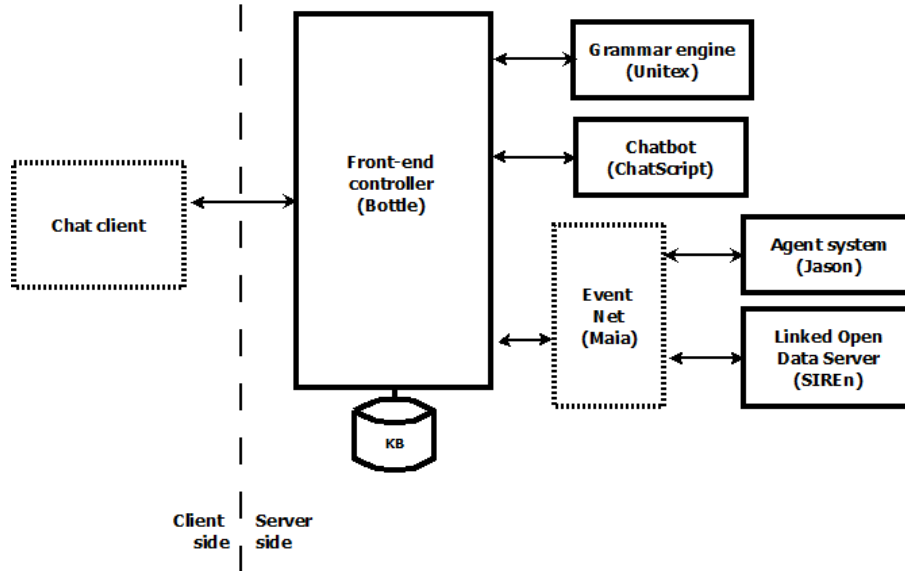 Grammar engine
(Unitex)
Chatbot
(ChatScript)
Front-end
controller
(Bottle)
Chat client
Event
Net
(Maia)
Agent system
(Jason)
Linked Open
Data Server
(SIREn)
KB
Client
side
Server
side